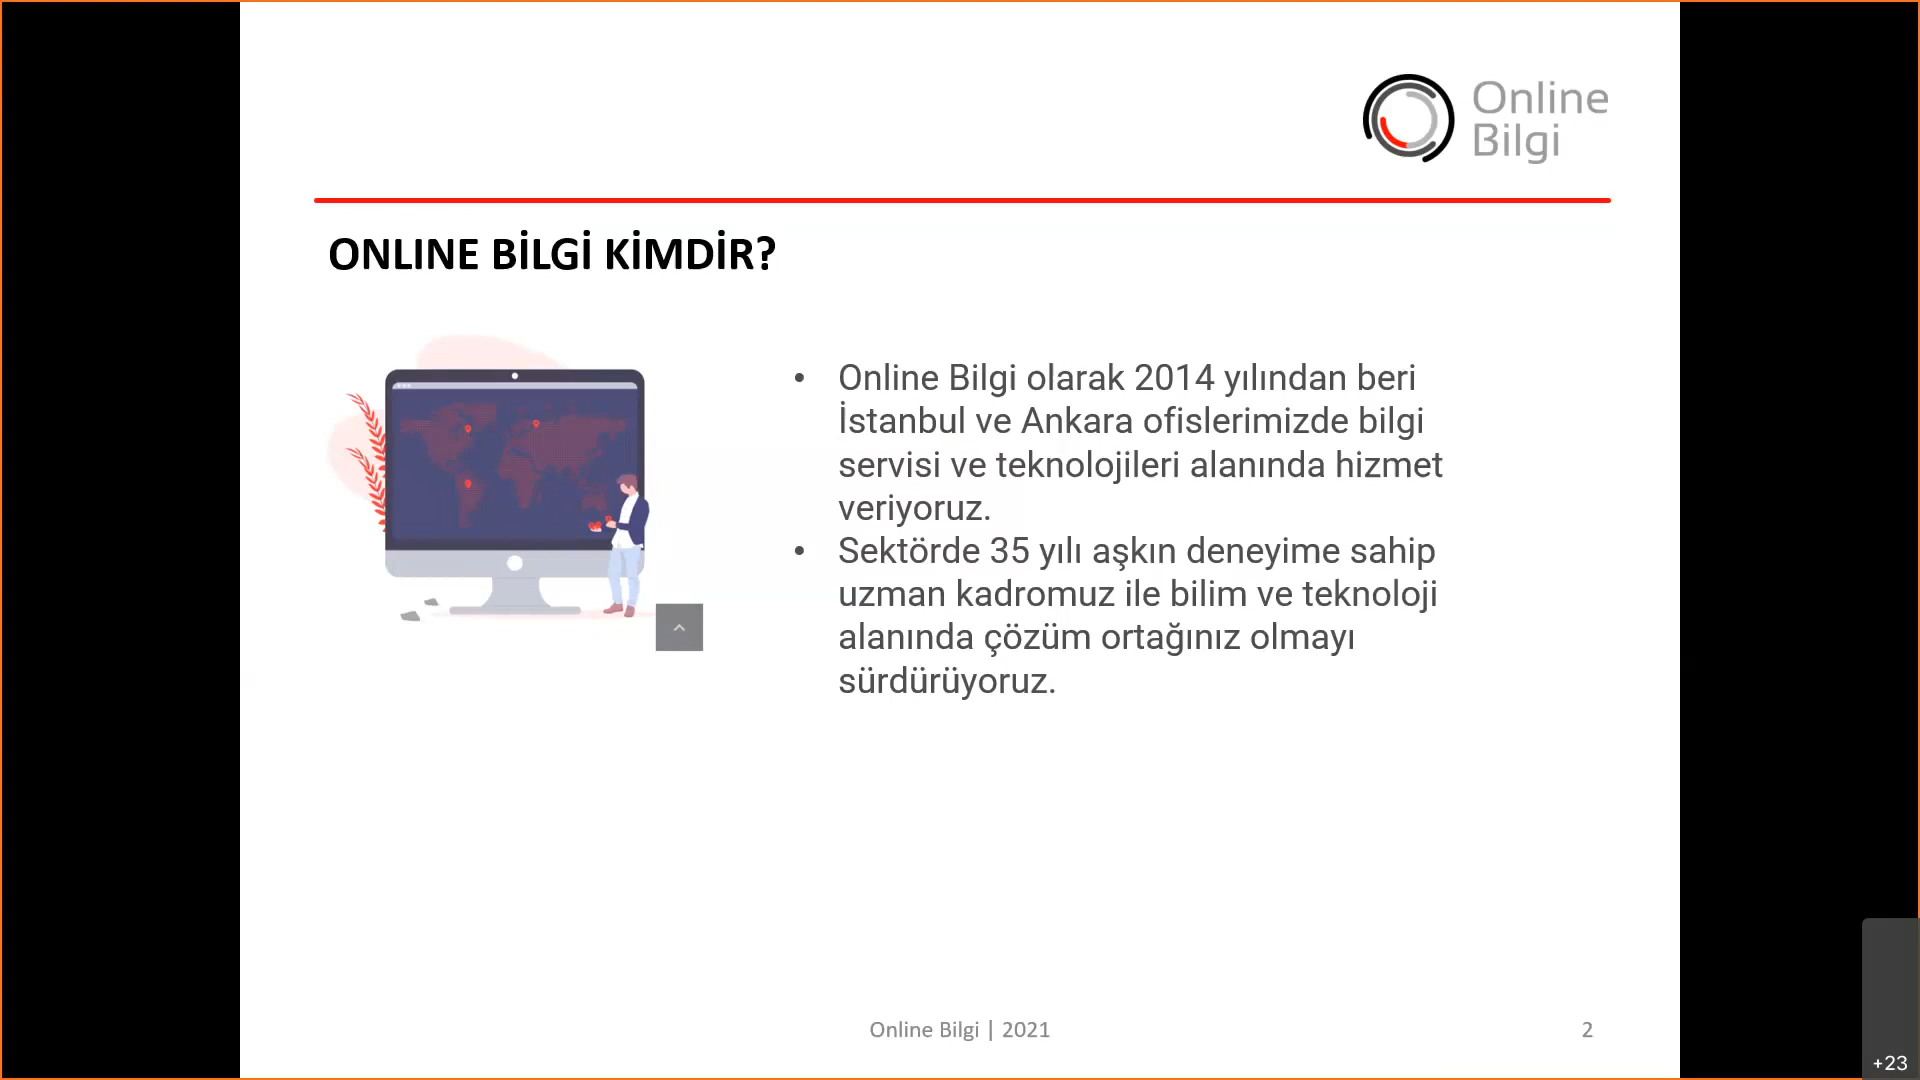 Online
Bilgi
ONLINE BİLGİ KİMDİR?
• Online Bilgi olarak 2014 yılından beri
İstanbul ve Ankara ofislerimizde bilgi
servisi ve teknolojileri alanında hizmet
veriyoruz.
• Sektörde 35 yılı aşkın deneyime sahip
uzman kadromuz ile bilim ve teknoloji
alanında çözüm ortağınız olmayı
sürdürüyoruz.
Online Bilgi | 2021
2
+23